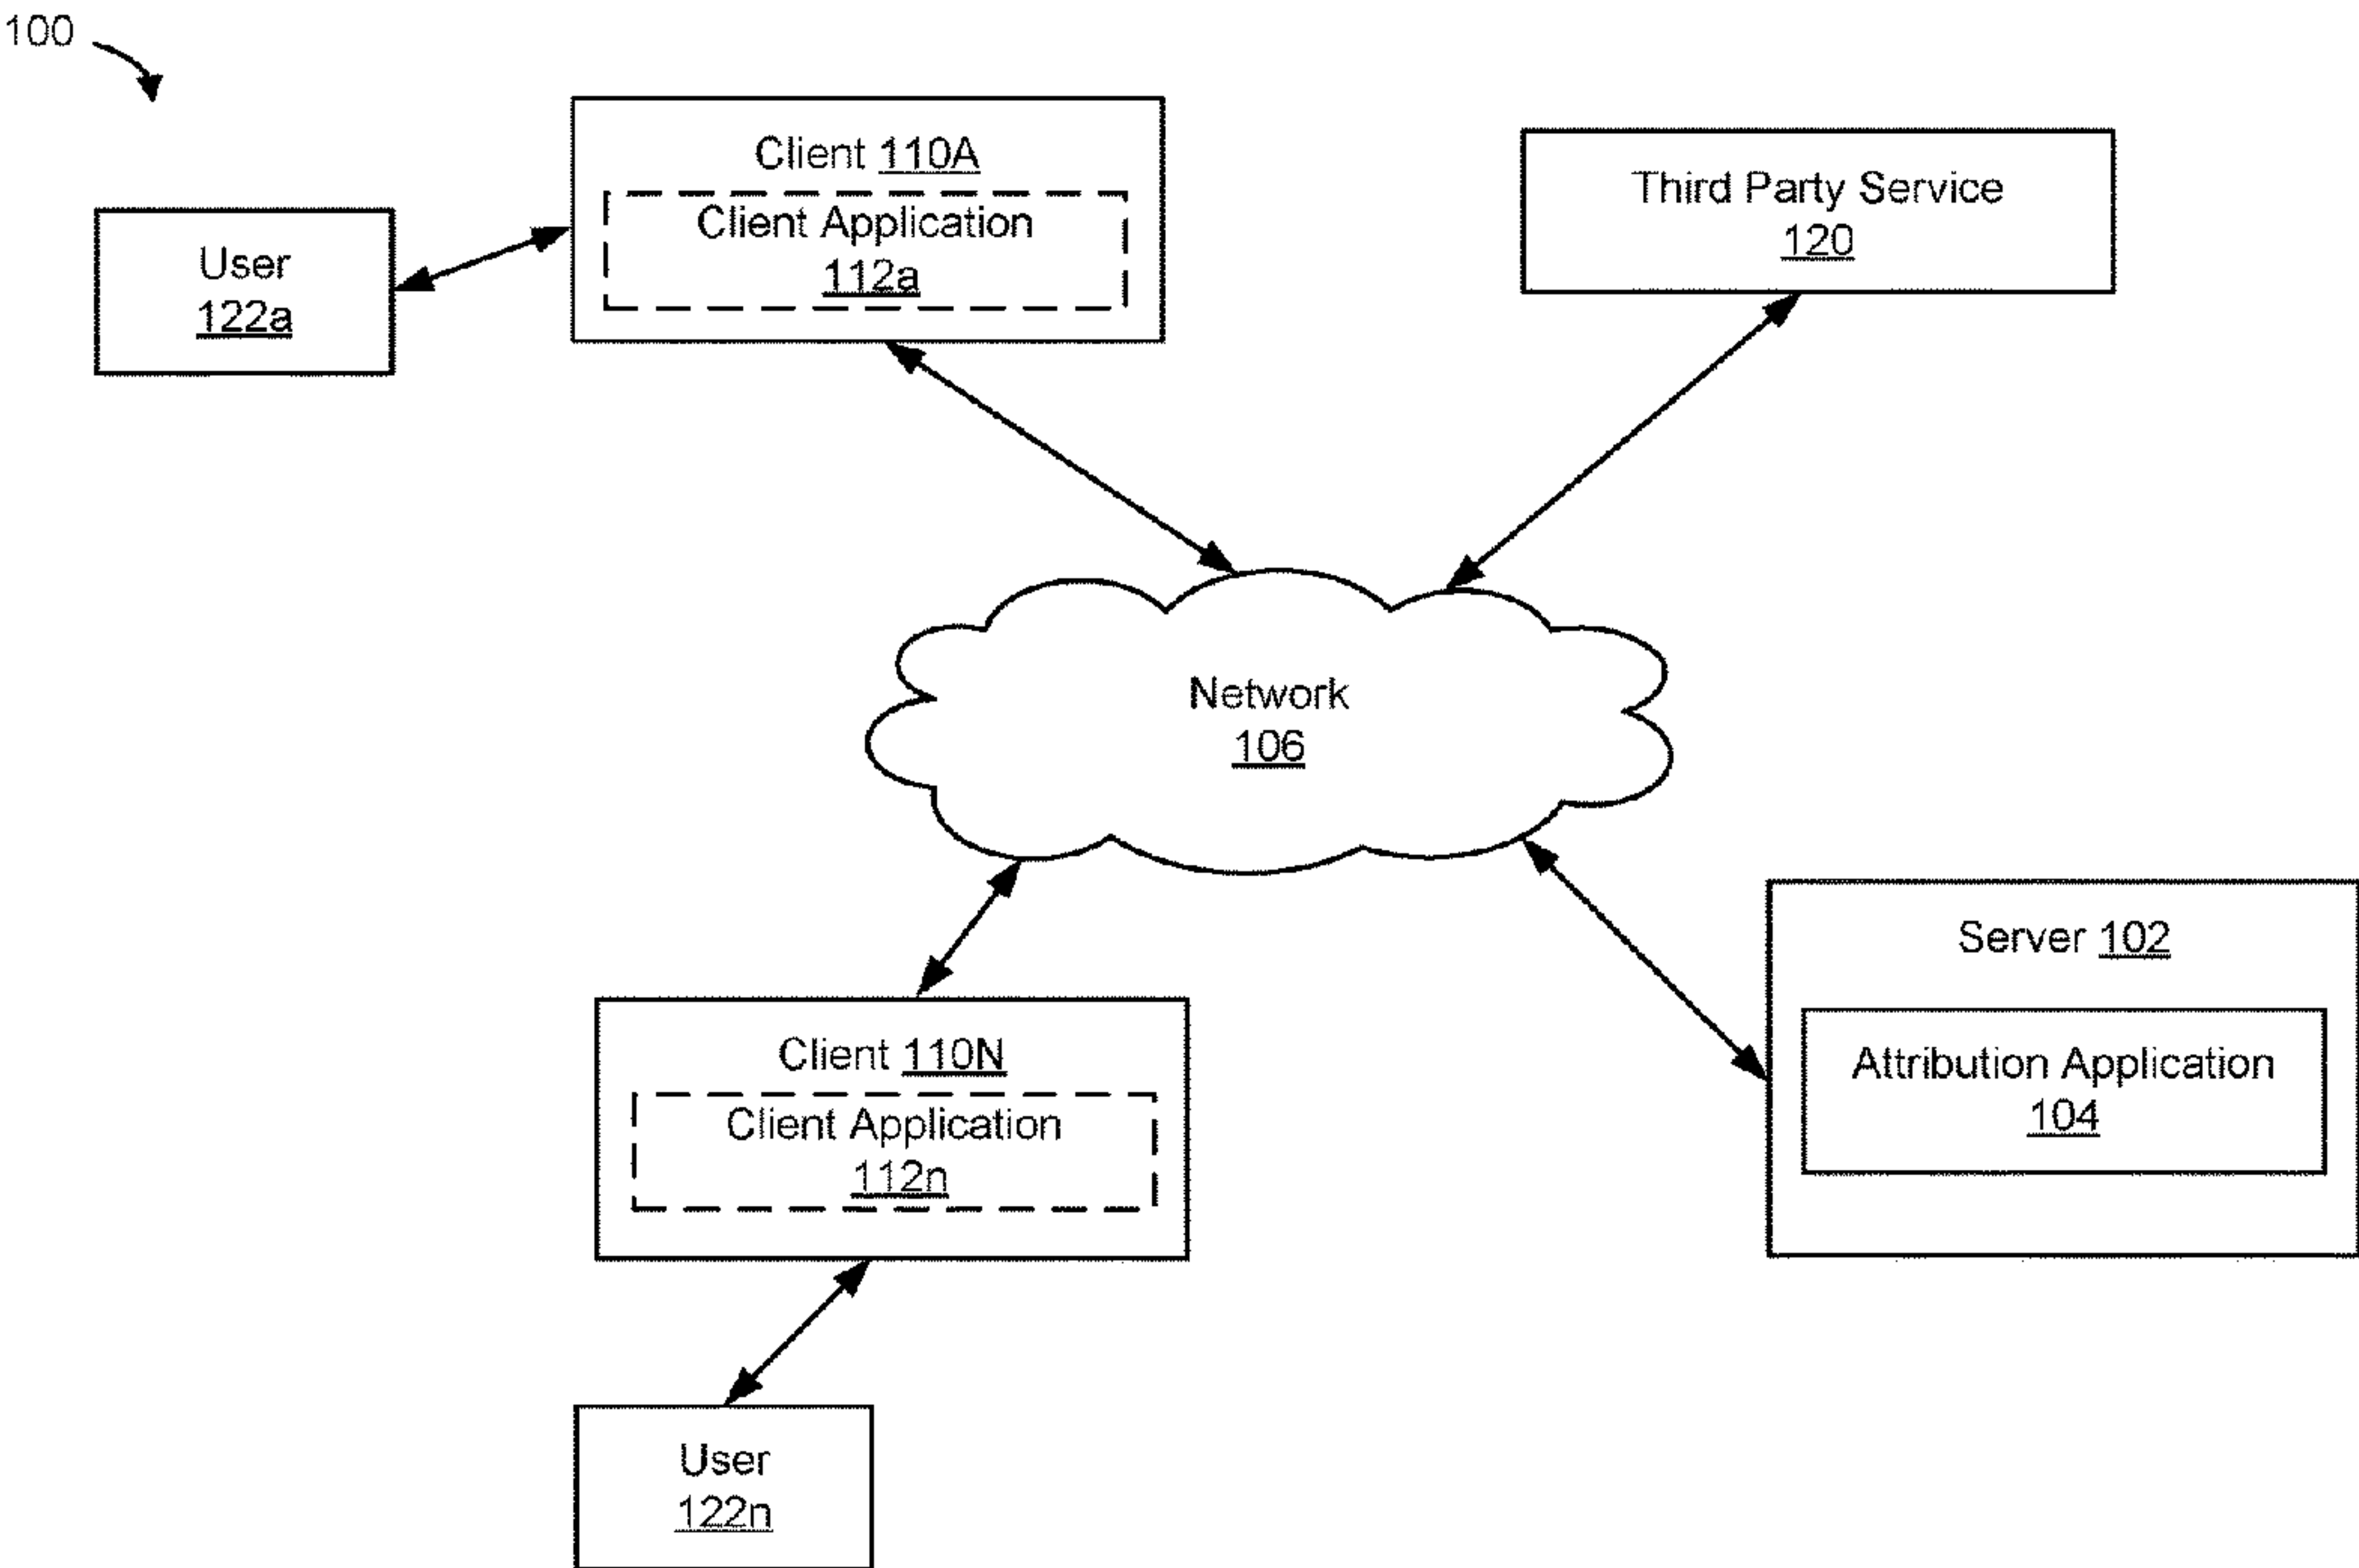 100
Client 110A
Client Application
112a
User
122a
Third Party Service
120
Network
106
Client 110N
Client Application
112n
Server 102
Attribution Application
104
User
122n